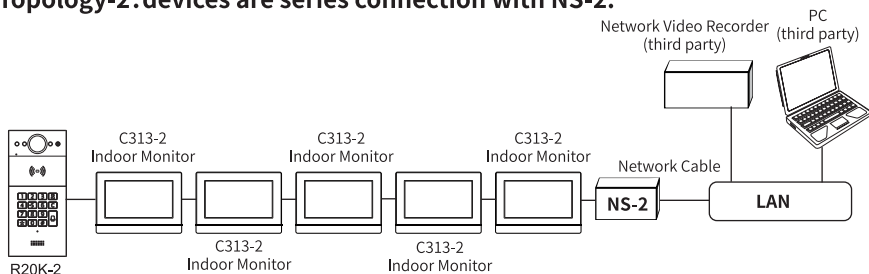 Topology-2:devices are series connection with NS-2.
Network Video Recorder
(third party)
PC
(third party)
C313-2
Indoor Monitor
C313-2
Indoor Monitor
C313-2
Indoor Monitor
Network Cable
NS-2
LAN
C313-2
Indoor Monitor
C313-2
Indoor Monitor
R20K-2